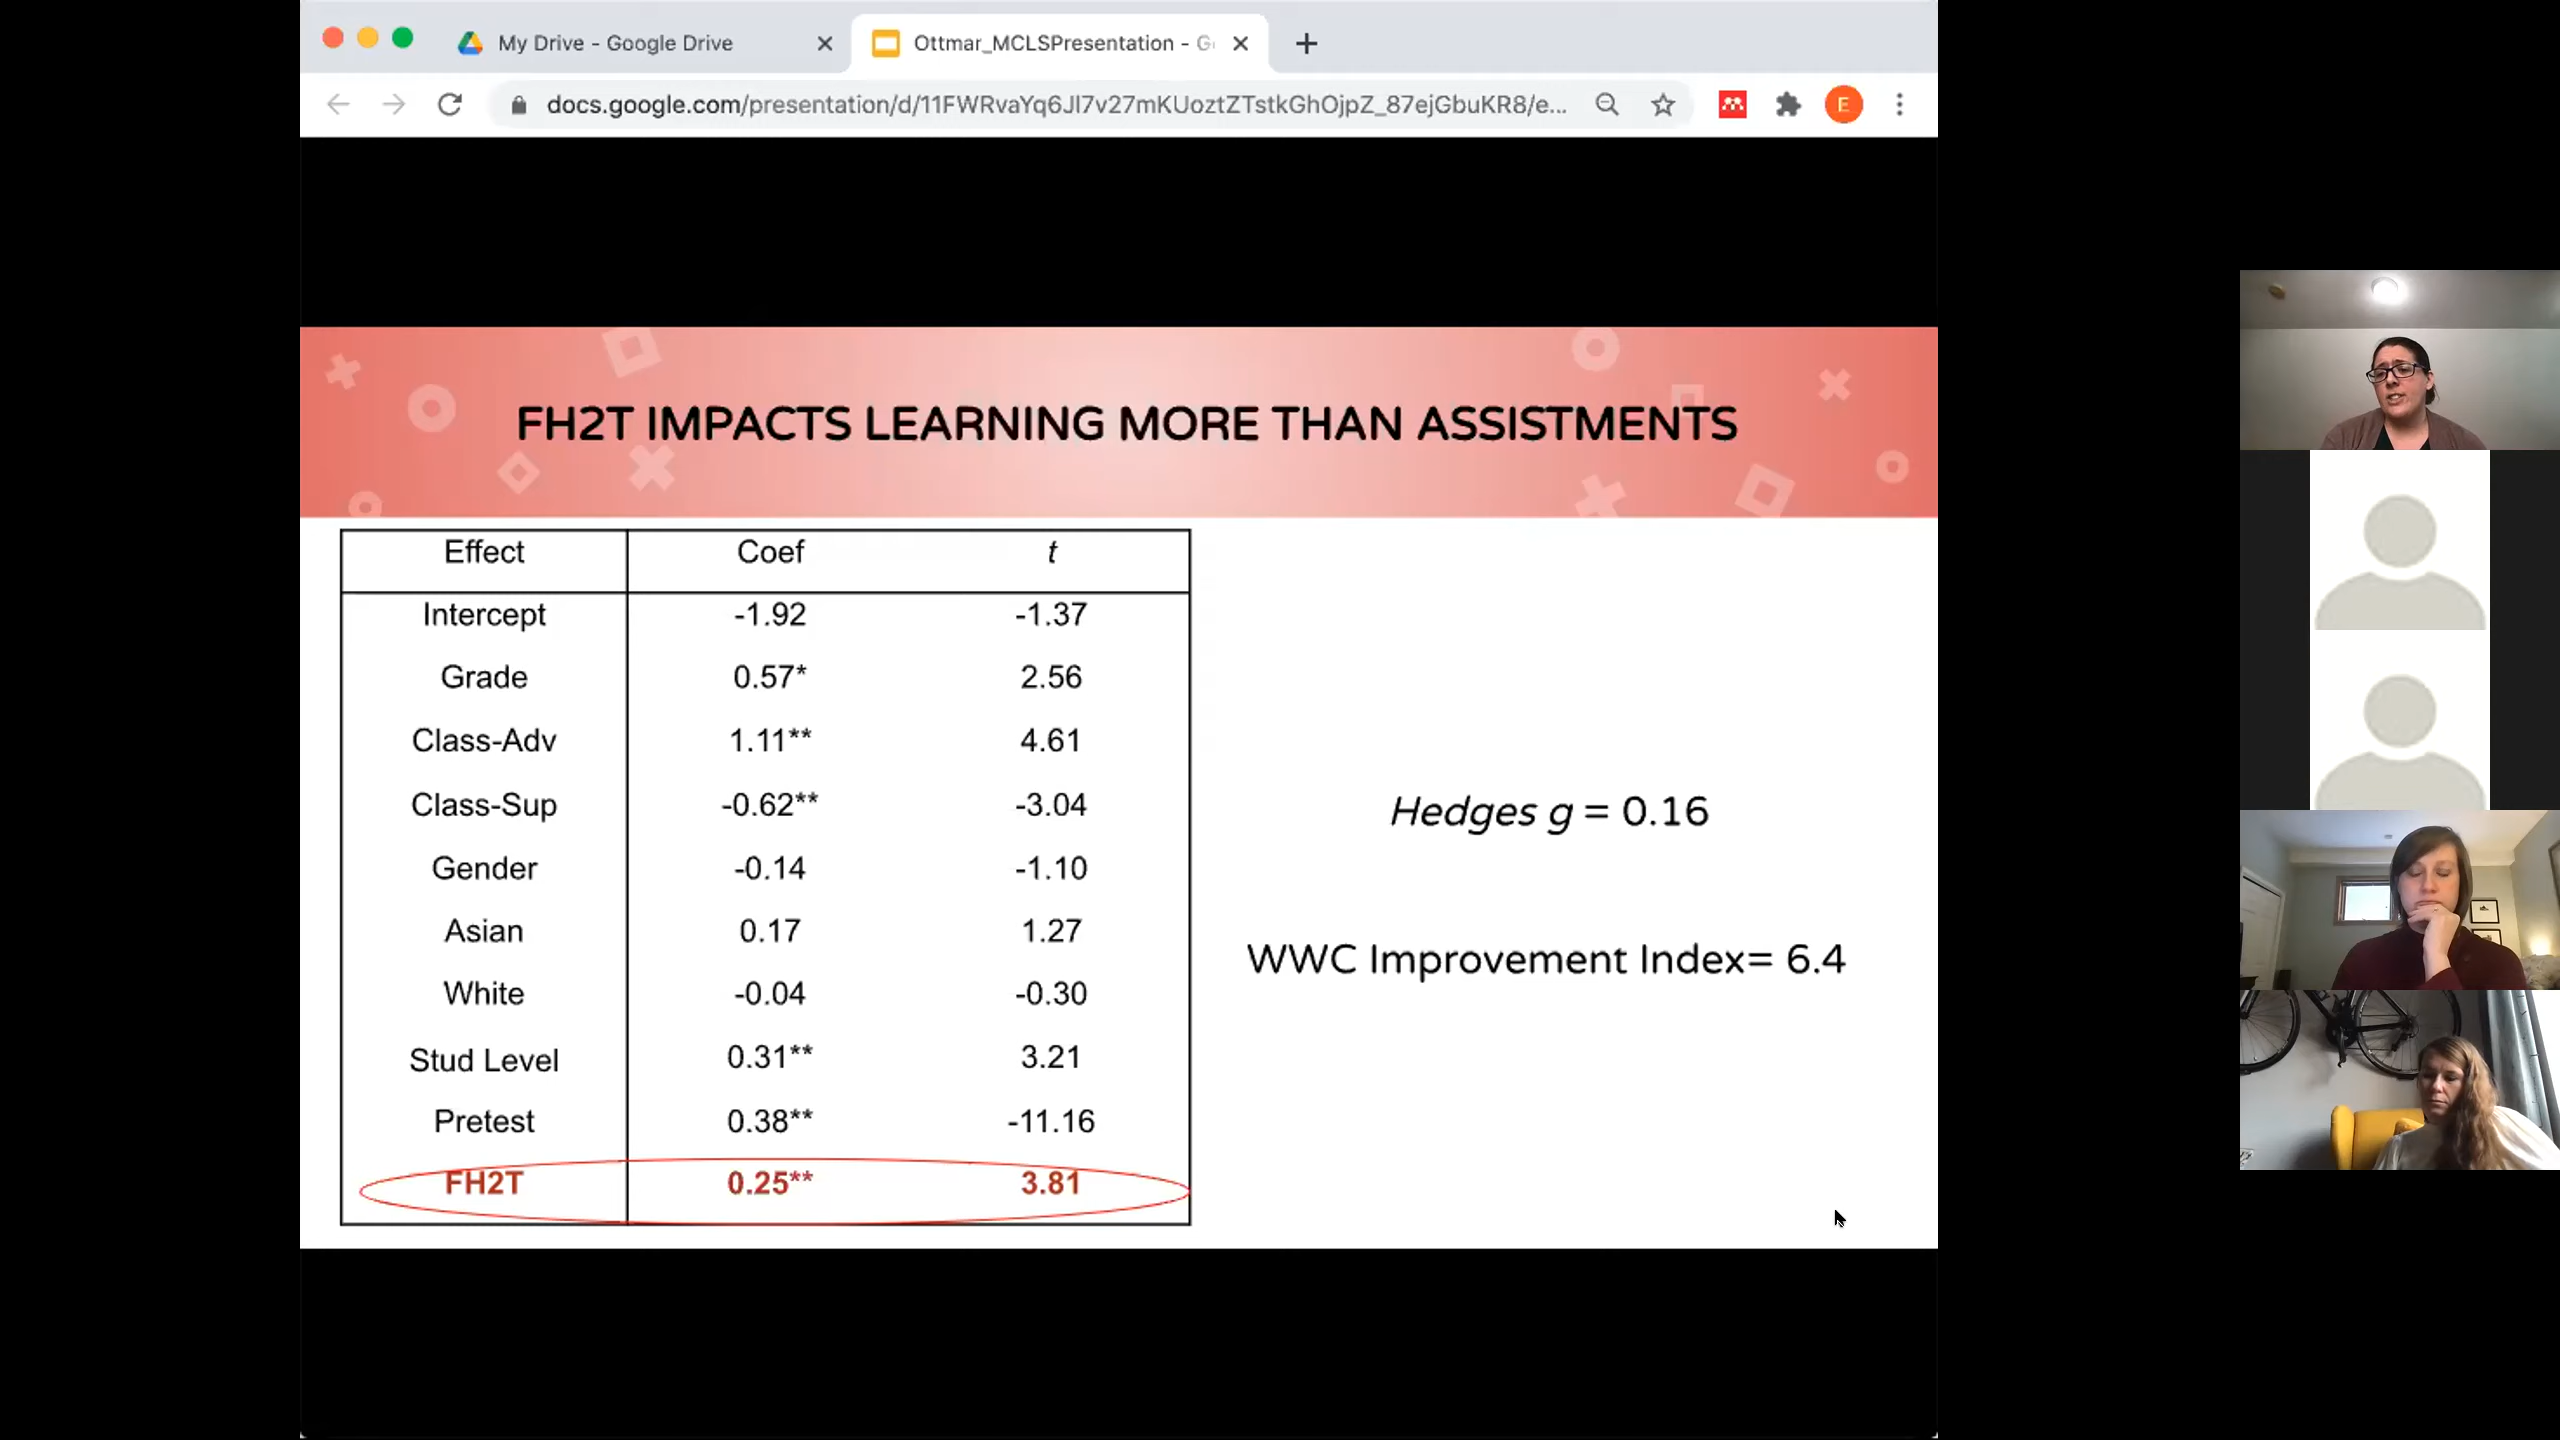 My Drive - Google Drive
Ottmar_MCLSPresentation - G
docs.google.com/presentation/d/11FWRvaYq6Jl7v27mKUoztZTstkGhOjpZ_87ejGbuKR8/e...
E
FH2T IMPACTS LEARNING MORE THAN ASSISTMENTS
Effect Coef t
Intercept -1.92 -1.37
Grade 0.57* 2.56
Class-Adv 1.11** 4.61
Class-Sup -0.62** -3.04
Gender -0.14 -1.10
Asian 0.17 1.27
White -0.04 -0.30
Stud Level 0.31** 3.21
Pretest 0.38** -11.16
FH2T 0.25** 3.81
Hedges g = 0.16
WWC Improvement Index= 6.4